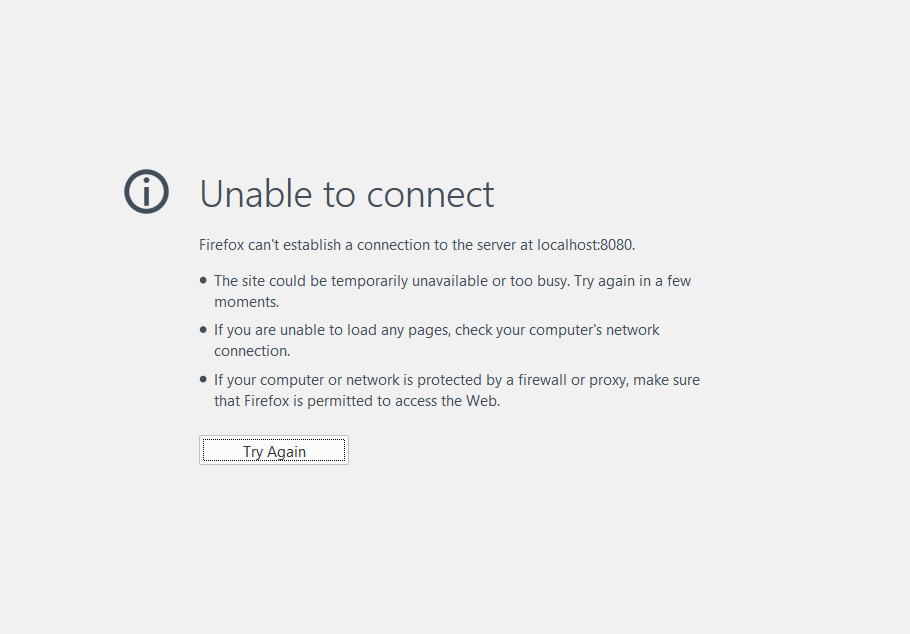 Unable to connect
Firefox can't establish a connection to the server at localhost:8080.
• The site could be temporarily unavailable or too busy. Try again in a few
moments.
• If you are unable to load any pages, check your computer's network
connection.
• If your computer or network is protected by a firewall or proxy, make sure
that Firefox is permitted to access the Web.
Try Again